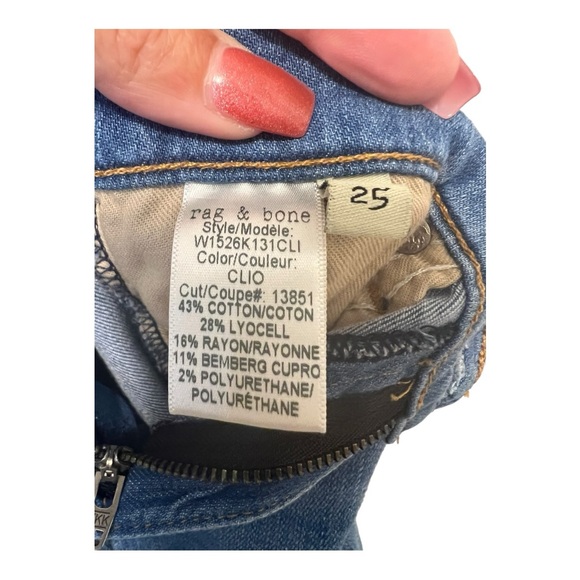 rag & bone
Style/Modèle:
W1526K131CLI
Color/Couleur:
CLIO
Cut/Coupe#: 13851
43% COTTON/COTON
28% LYOCELL
16% RAYON/RAYONNE
11% BEMBERG CUPRO
2% POLYURETHANE/
POLYURÉTHANE
25
YKK